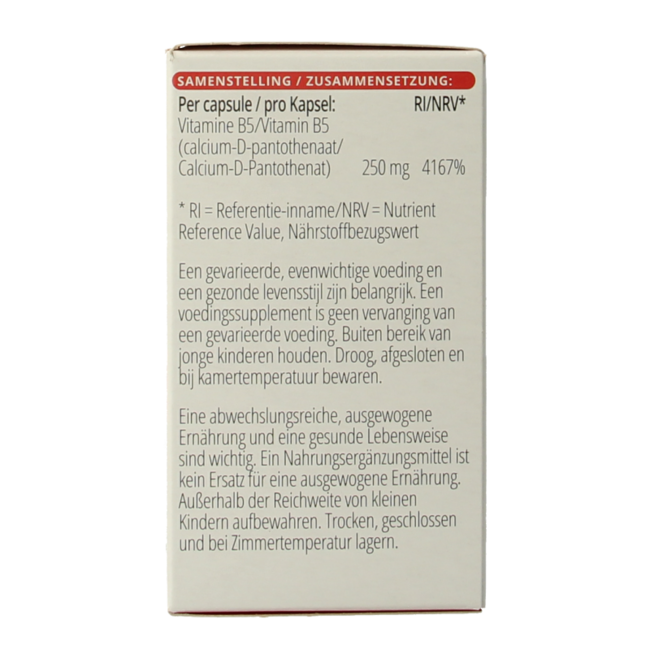 SAMENSTELLING / ZUSAMMENSETZUNG:
Per capsule / pro Kapsel: RI/NRV*
Vitamine B5/Vitamin B5
(calcium-D-pantothenaat/
Calcium-D-Pantothenat) 250 mg 4167%
* RI = Referentie-inname/NRV = Nutrient
Reference Value, Nährstoffbezugswert
Een gevarieerde, evenwichtige voeding en
een gezonde levensstijl zijn belangrijk. Een
voedingssupplement is geen vervanging van
een gevarieerde voeding. Buiten bereik van
jonge kinderen houden. Droog, afgesloten en
bij kamertemperatuur bewaren.
Eine abwechslungsreiche, ausgewogene
Ernährung und eine gesunde Lebensweise
sind wichtig. Ein Nahrungsergänzungsmittel ist
kein Ersatz für eine ausgewogene Ernährung.
Außerhalb der Reichweite von kleinen
Kindern aufbewahren. Trocken, geschlossen
und bei Zimmertemperatur lagern.